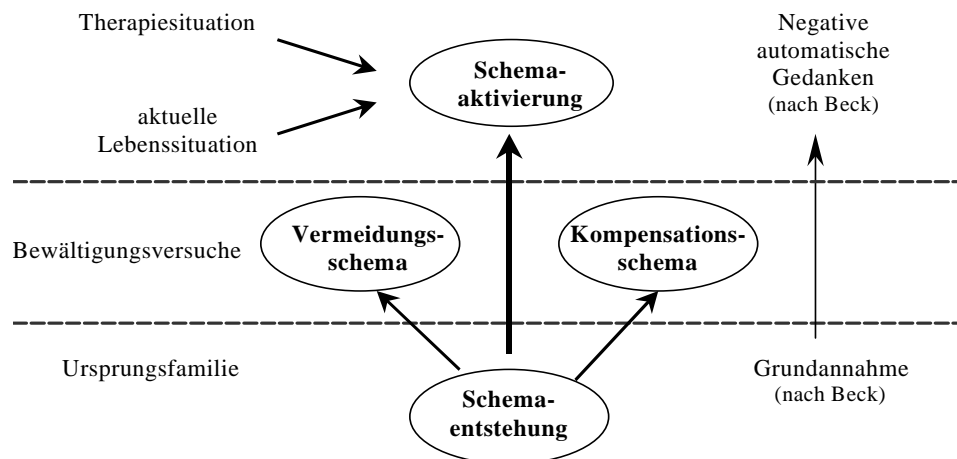 Therapiesituation
aktuelle
Lebenssituation
Schema-
aktivierung
Negative
automatische
Gedanken
(nach Beck)
Bewältigungsversuche
Vermeidungs-
schema
Kompensations-
schema
Ursprungsfamilie
Schema-
entstehung
Grundannahme
(nach Beck)